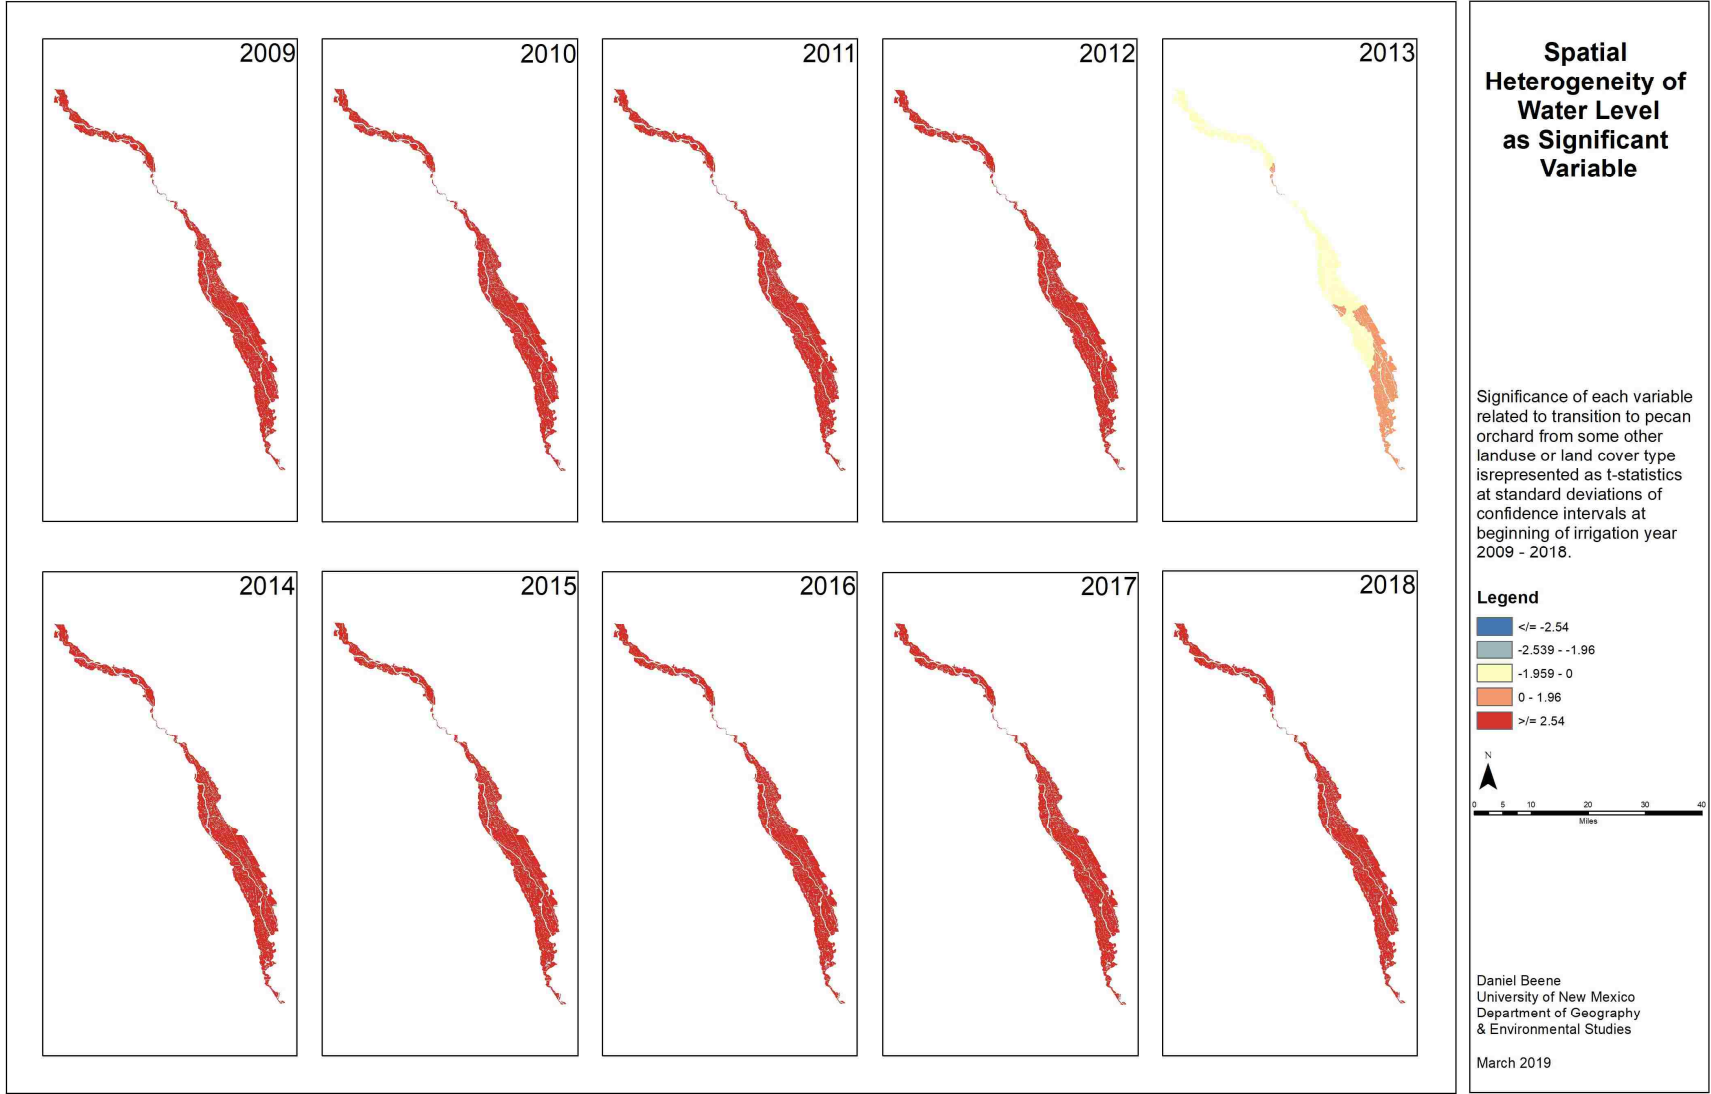 2009
2010
2011
2012
2013
2014
2015
2016
2017
2018
Spatial
Heterogeneity of
Water Level
as Significant
Variable
Significance of each variable
related to transition to pecan
orchard from some other
landuse or land cover type
isrepresented as t-statistics
at standard deviations of
confidence intervals at
beginning of irrigation year
2009 - 2018.
Legend
</= -2.54
-2.539 - -1.96
-1.959 - 0
0 - 1.96
>/= 2.54
N
0 5 10 20 30 40
Miles
Daniel Beene
University of New Mexico
Department of Geography
& Environmental Studies
March 2019